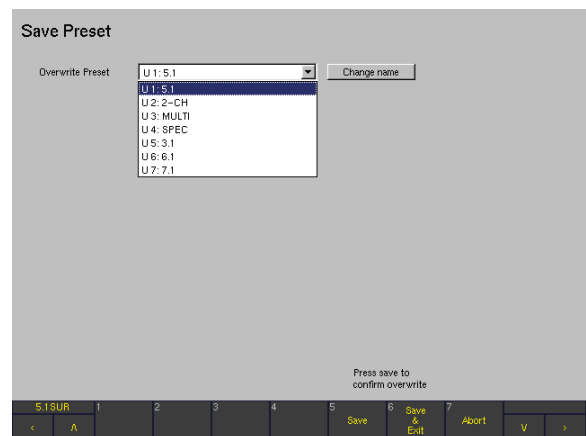 Save Preset
Overwrite Preset
U 1: 5.1
Change name
U 1: 5.1
U 2: 2-CH
U 3: MULTI
U 4: SPEC
U 5: 3.1
U 6: 6.1
U 7: 7.1
Press save to
confirm overwrite
5.1SUR
1
2
3
4
5
Save
6
Save
&
Exit
7
Abort
< Λ
V >